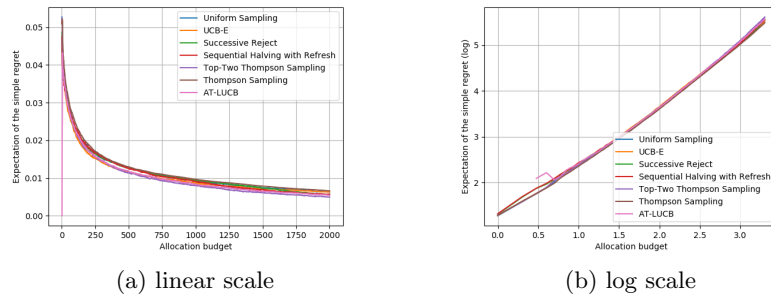 0.05
0.04
0.03
0.02
0.01
0.00
Expectation of the simple regret
Uniform Sampling
UCB-E
Successive Reject
Sequential Halving with Refresh
Top-Two Thompson Sampling
Thompson Sampling
AT-LUCB
0 250 500 750 1000 1250 1500 1750 2000
Allocation budget
(a) linear scale
5
4
3
2
Expectation of the simple regret (log)
Uniform Sampling
UCB-E
Successive Reject
Sequential Halving with Refresh
Top-Two Thompson Sampling
Thompson Sampling
AT-LUCB
0.0 0.5 1.0 1.5 2.0 2.5 3.0
Allocation budget
(b) log scale